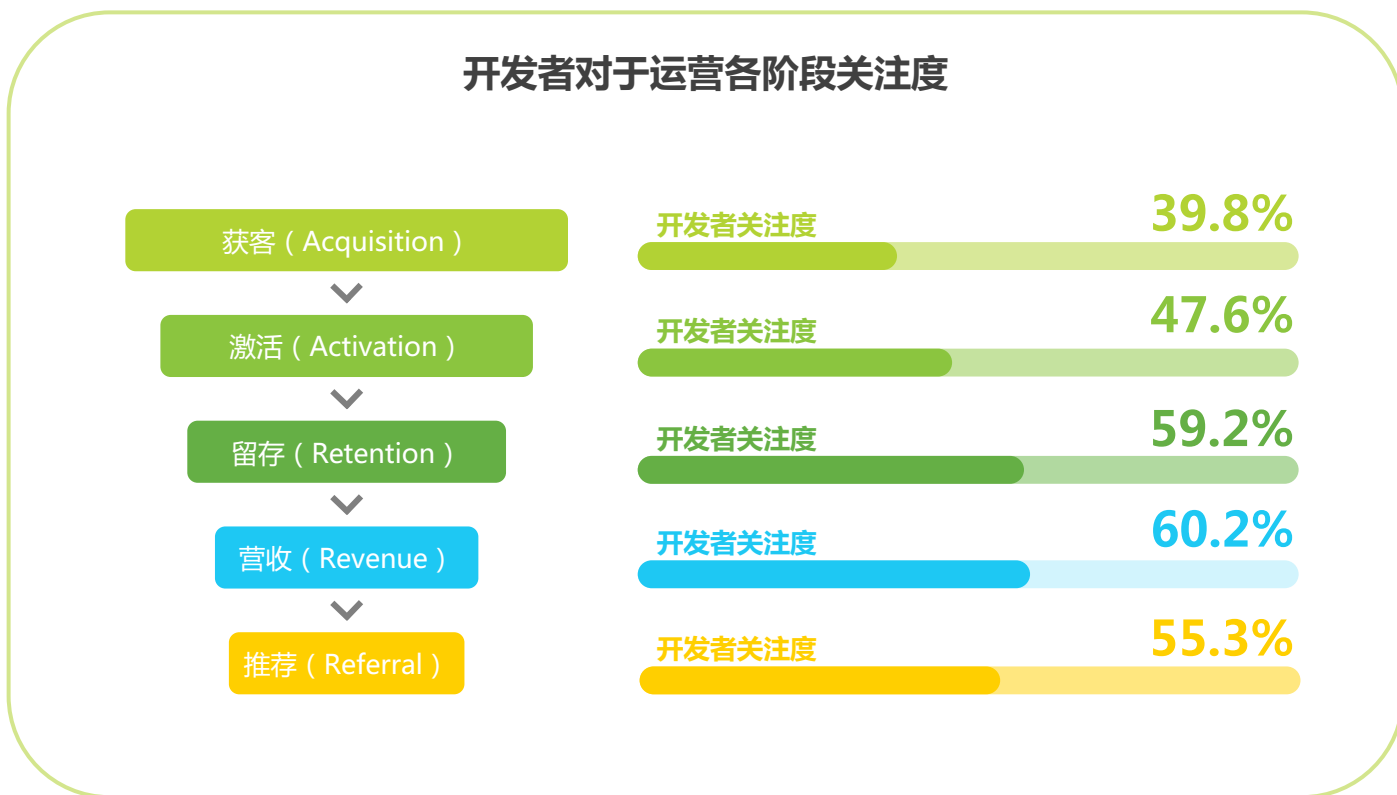 开发者对于运营各阶段关注度
获客（Acquisition）
开发者关注度
39.8%
激活（Activation）
开发者关注度
47.6%
留存（Retention）
开发者关注度
59.2%
营收（Revenue）
开发者关注度
60.2%
推荐（Referral）
开发者关注度
55.3%